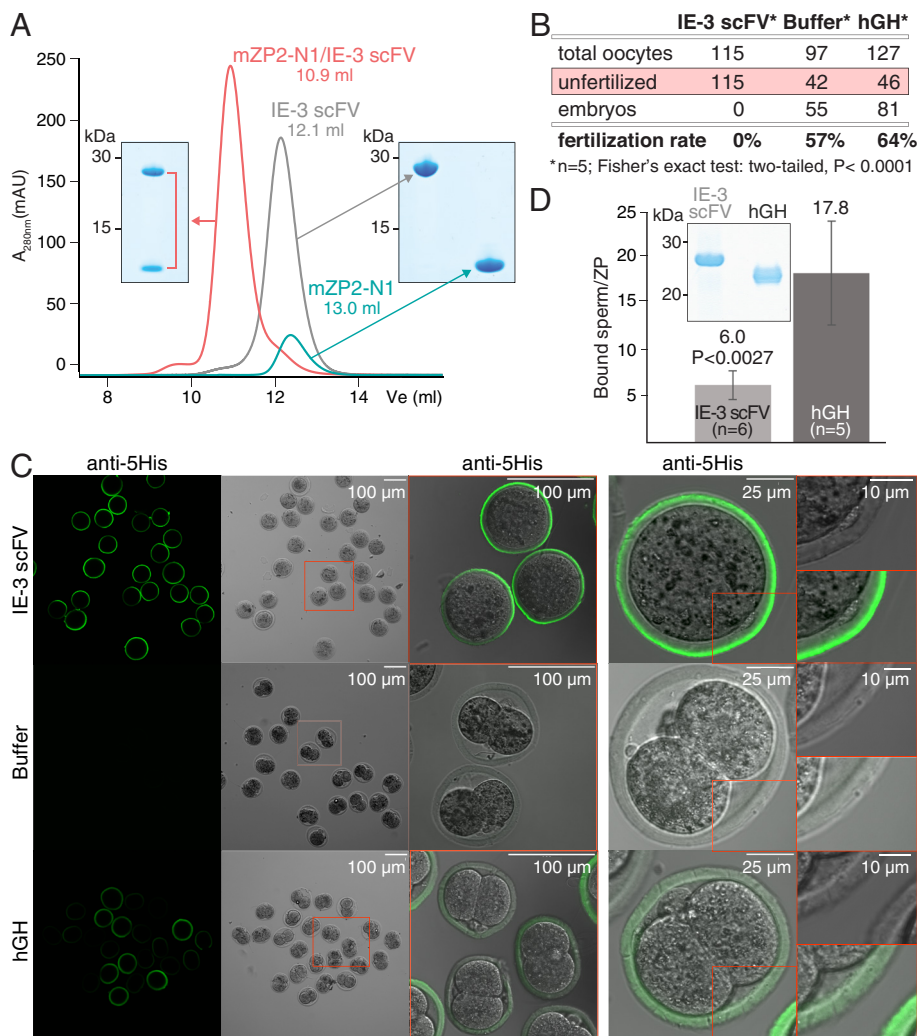 A
mZP2-N1/IE-3 scFV
10.9 ml
IE-3 scFV
12.1 ml
mZP2-N1
13.0 ml
250
200
150
100
50
0
A280nm(mAU)
kDa
30
15
kDa
30
15
8
10
12
14
Ve (ml)
B
IE-3 scFV* Buffer* hGH*
total oocytes 115 97 127
unfertilized 115 42 46
embryos 0 55 81
fertilization rate 0% 57% 64%
*n=5; Fisher's exact test: two-tailed, P< 0.0001
D
25
20
15
10
5
Bound sperm/ZP
kDa
IE-3
scFV
hGH
30
20
17.8
6.0
P<0.0027
IE-3 scFV
(n=6)
hGH
(n=5)
C
anti-5His
anti-5His
anti-5His
IE-3 scFV
100 µm
100 µm
25 µm
10 µm
Buffer
100 µm
100 µm
25 µm
10 µm
hGH
100 µm
100 µm
25 µm
10 µm